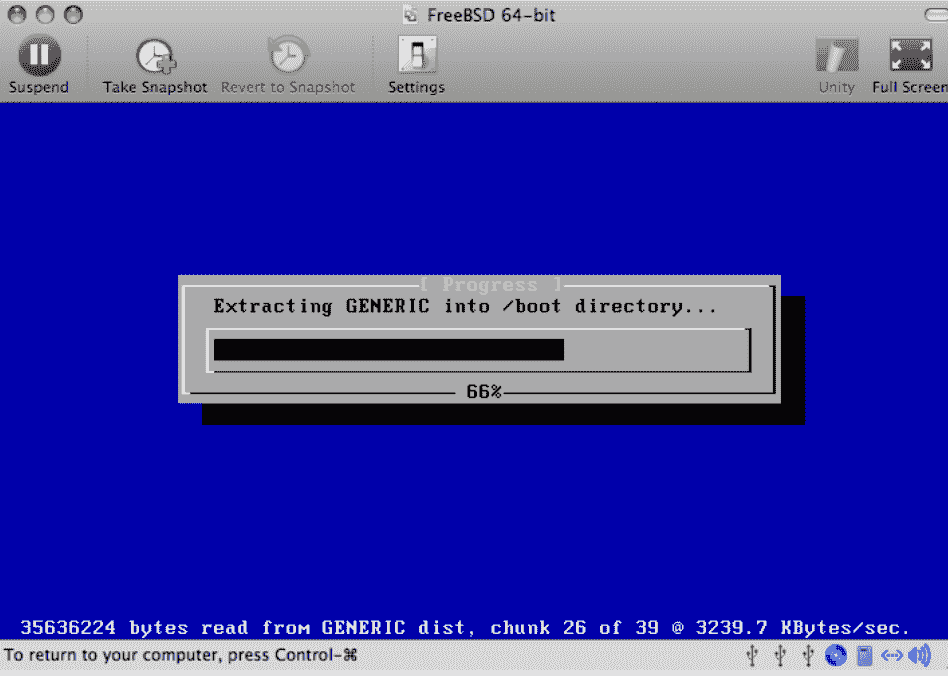 FreeBSD 64-bit
Suspend Take Snapshot Revert to Snapshot Settings Unity Full Screen
[ Progress ]
Extracting GENERIC into /boot directory...
66%
35636224 bytes read from GENERIC dist, chunk 26 of 39 @ 3239.7 KBytes/sec.
To return to your computer, press Control-⌘